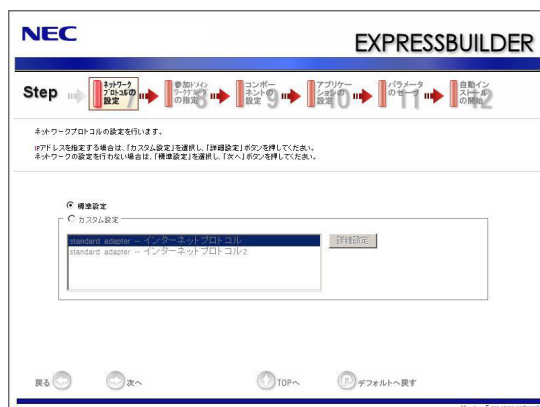 NEC
EXPRESSBUILDER
Step
ネットワーク
プロトコルの
設定
7
参加ドメイン
ワークグループ
の指定
8
コンポー
ネントの
設定
9
アプリケー
ションの
設定
10
パラメータ
のセーブ
11
自動イン
ストール
の開始
12
ネットワークプロトコルの設定を行います。
IPアドレスを指定する場合は、「カスタム設定」を選択し、「詳細設定」ボタンを押してください。
ネットワークの設定を行わない場合は、「標準設定」を選択し、「次へ」ボタンを押してください。
標準設定
カスタム設定
standard adapter -- インターネットプロトコル
standard adapter -- インターネットプロトコル2
詳細設定
戻る
次へ
TOPへ
デフォルトへ戻す